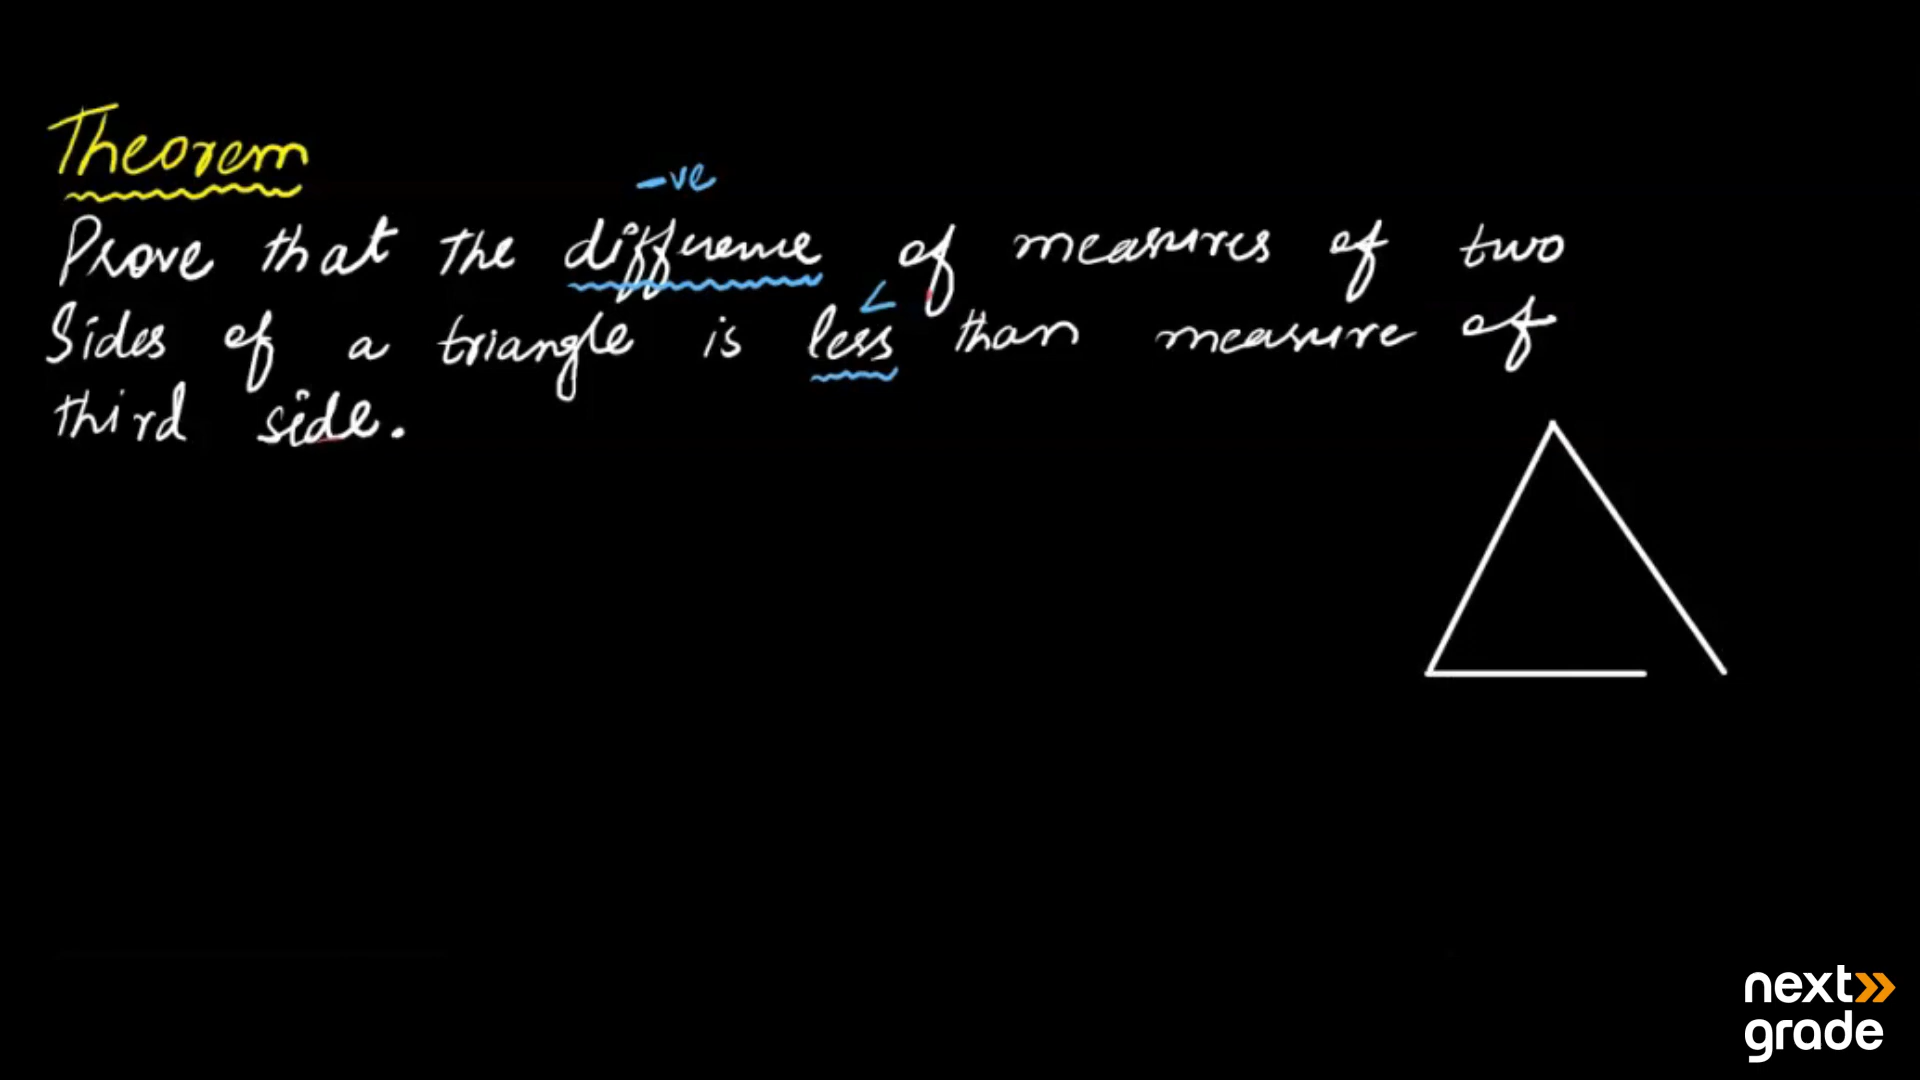 Theorem
-ve
Prove that the difference of measures of two
<
Sides of a triangle is less than measure of
third side.
next
grade